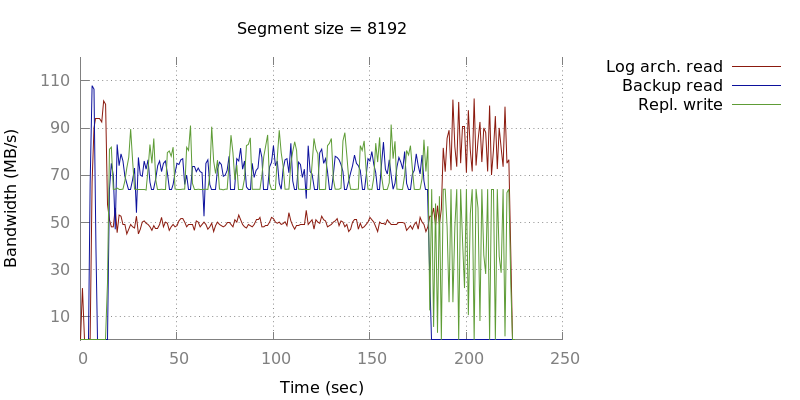 Segment size = 8192
Log arch. read
Backup read
Repl. write
Bandwidth (MB/s)
110
90
70
50
30
10
0 50 100 150 200 250
Time (sec)